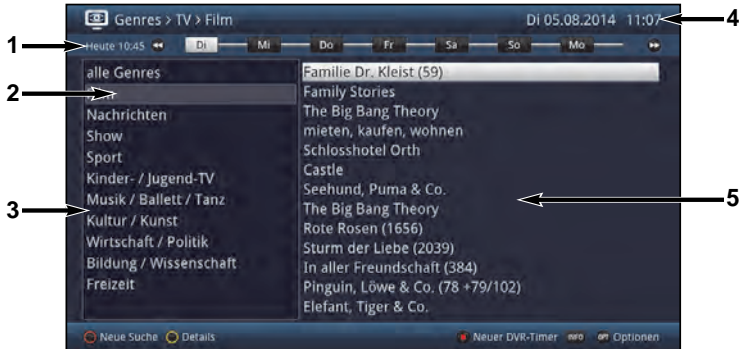 Genres > TV > Film
Di 05.08.2014 11:07
4
1
Heute 10:45 Di Mi Do Fr Sa So Mo
2
3
alle Genres
Nachrichten
Show
Sport
Kinder- / Jugend-TV
Musik / Ballett / Tanz
Kultur / Kunst
Wirtschaft / Politik
Bildung / Wissenschaft
Freizeit
Familie Dr. Kleist (59)
Family Stories
The Big Bang Theory
mieten, kaufen, wohnen
Schlosshotel Orth
Castle
Seehund, Puma & Co.
The Big Bang Theory
Rote Rosen (1656)
Sturm der Liebe (2039)
In aller Freundschaft (384)
Pinguin, Löwe & Co. (78 +79/102)
Elefant, Tiger & Co.
5
Neue Suche Details
Neuer DVR-Timer INFO OPT Optionen